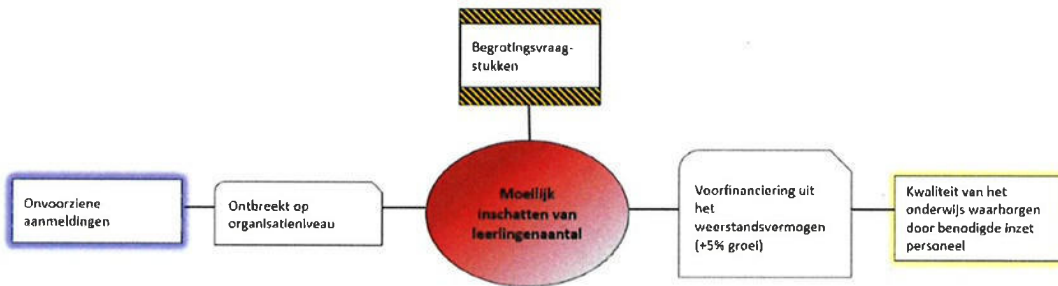 Begrotingsvraag-
stukken
Onvoorziene
aanmeldingen
Ontbreekt op
organisatieniveau
Moeilijk
inschatten van
leerlingenaantal
Voorfinanciering uit
het
weerstandsvermogen
(+5% groei)
Kwaliteit van het
onderwijs waarborgen
door benodigde inzet
personeel